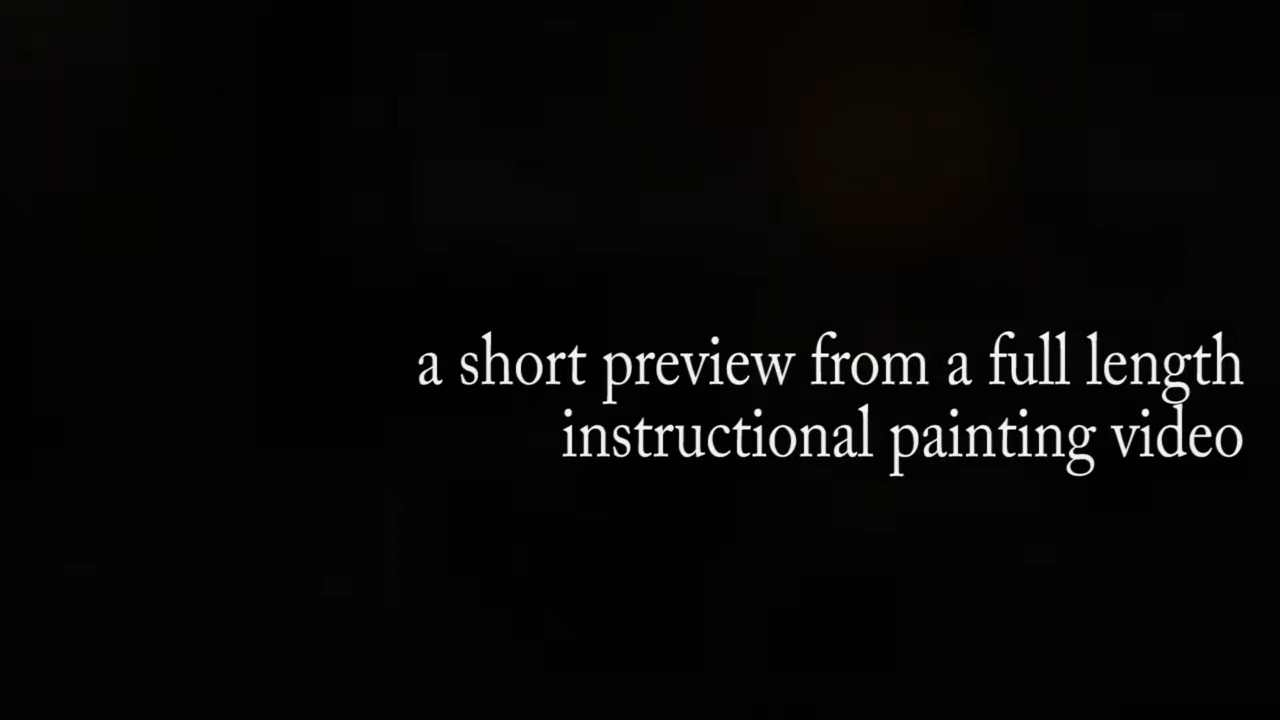 a short preview from a full length
instructional painting video